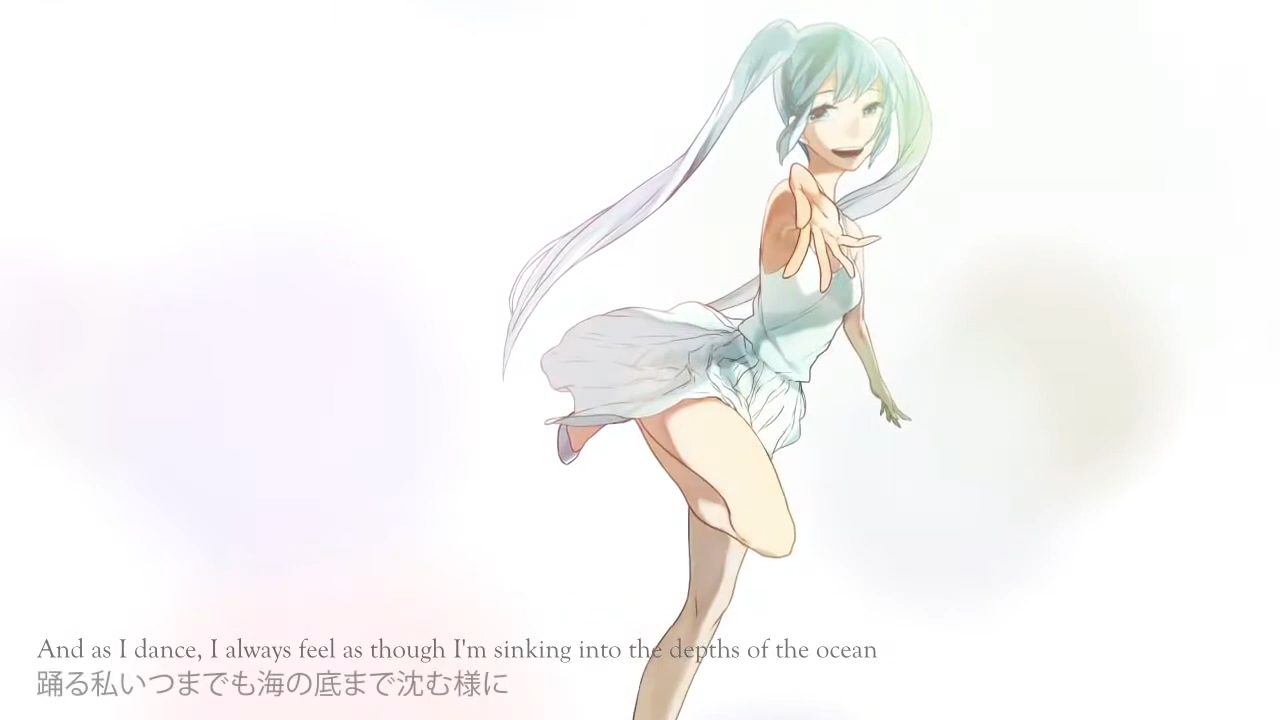 And as I dance, I always feel as though I'm sinking into the depths of the ocean
踊る私いつまでも海の底まで沈む様に